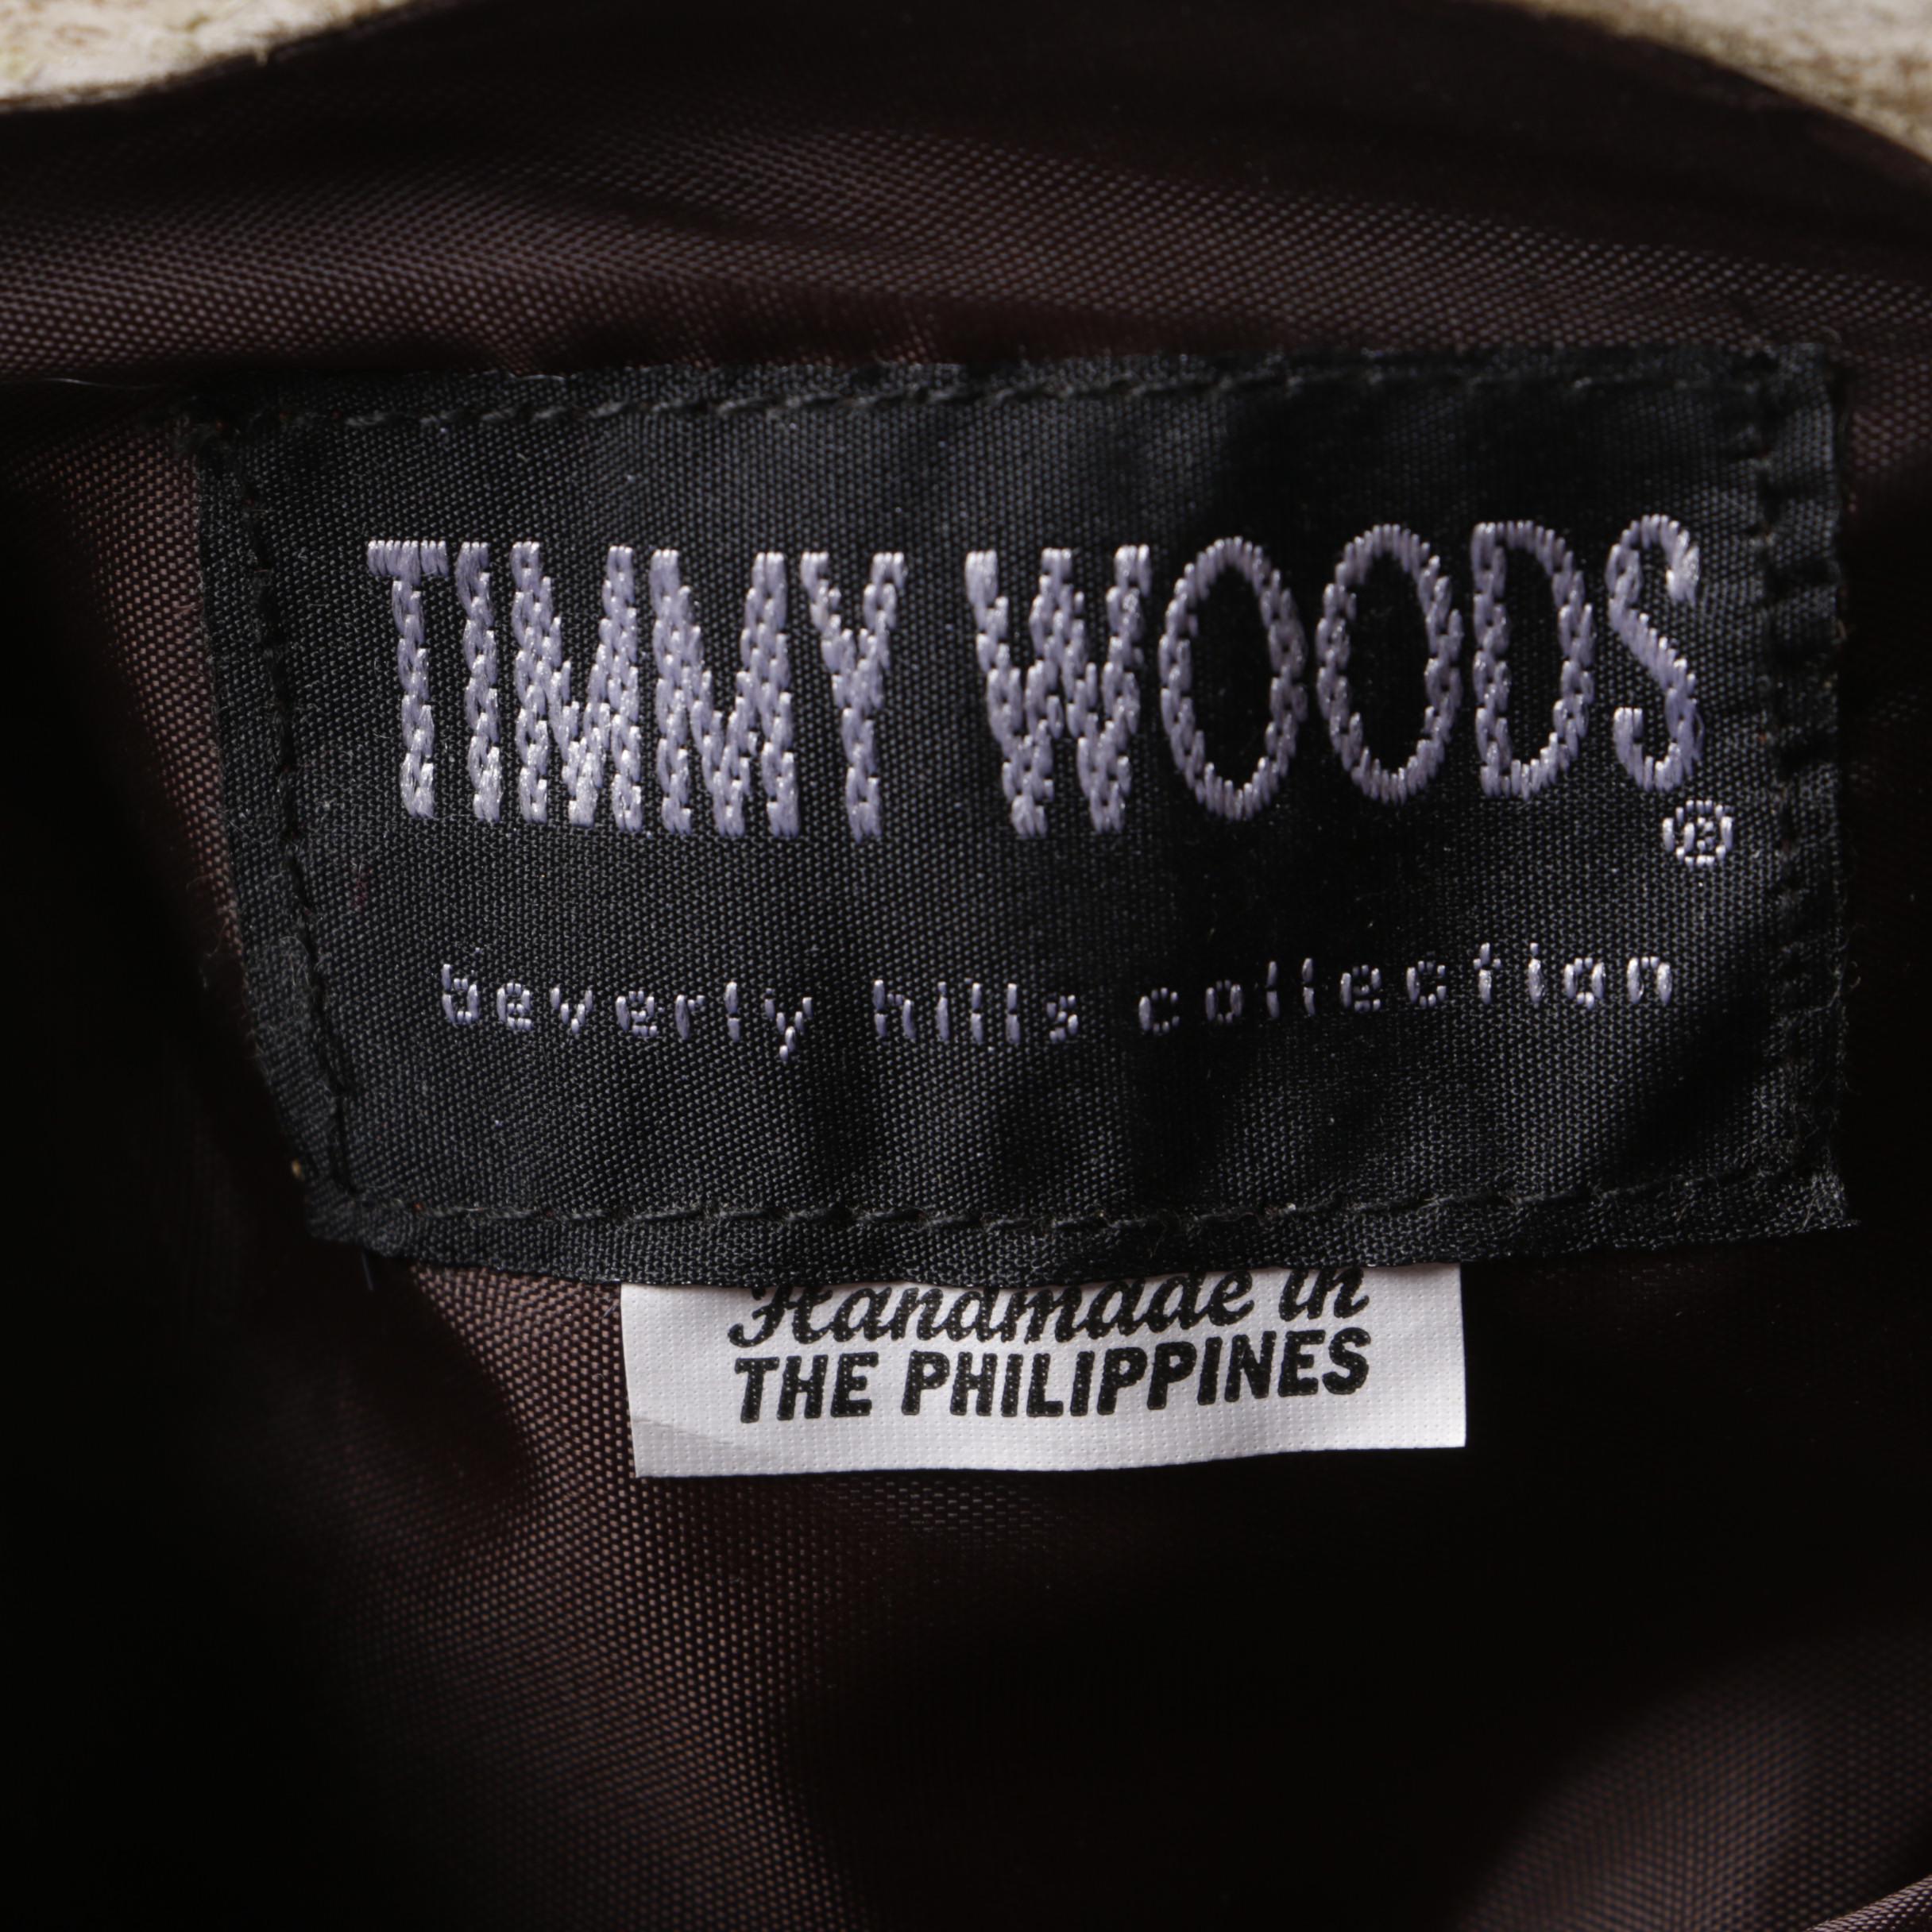 TIMMY WOODS®
beverly hills collection
Handmade in
THE PHILIPPINES